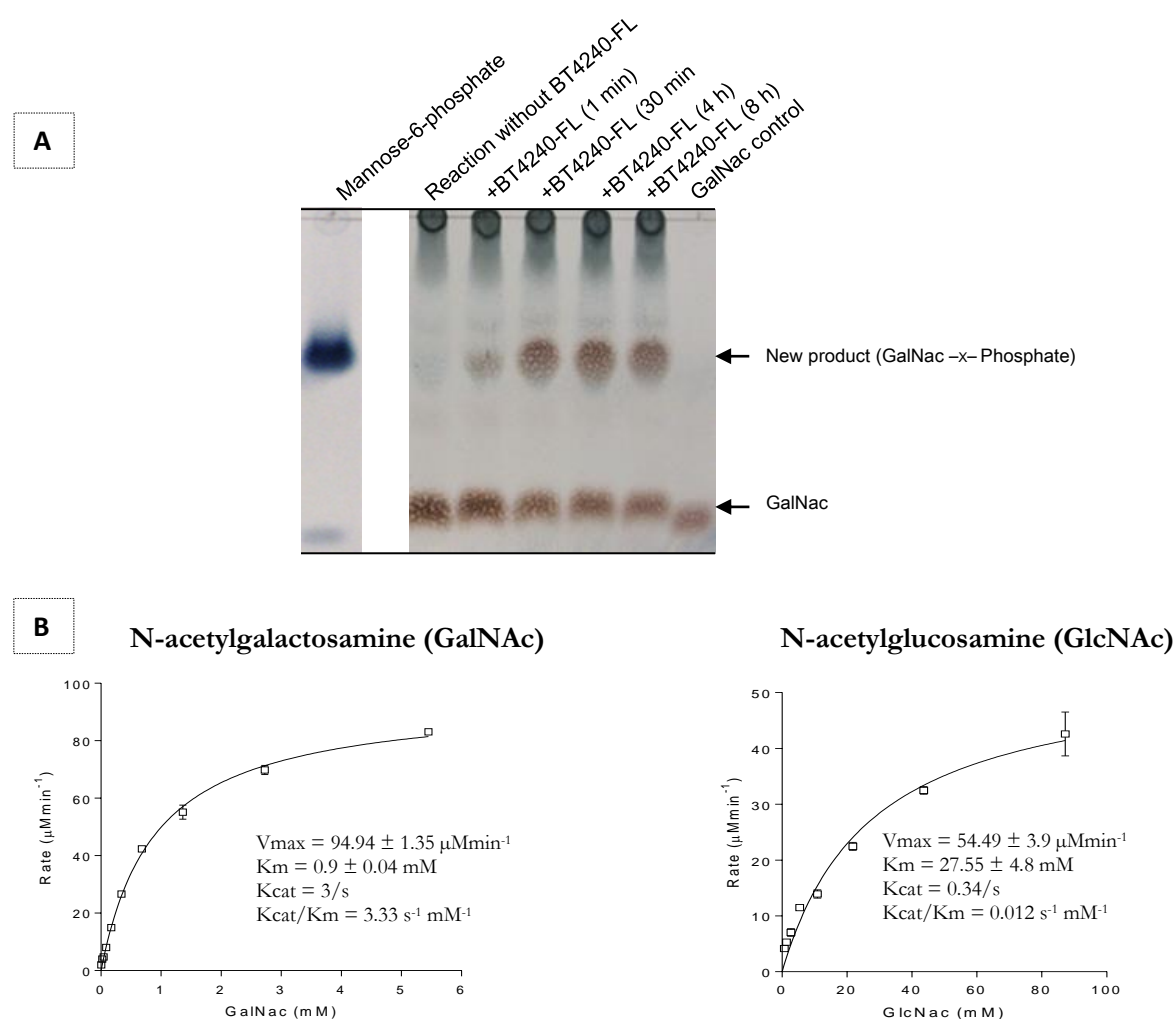 A
Mannose-6-phosphate
Reaction without BT4240-FL
+BT4240-FL (1 min)
+BT4240-FL (30 min
+BT4240-FL (4 h)
+BT4240-FL (8 h)
GalNac control
New product (GalNac –x– Phosphate)
GalNac
B
N-acetylgalactosamine (GalNAc)
100
80
60
40
20
0
Rate (µMmin⁻¹)
Vmax = 94.94 ± 1.35 µMmin⁻¹
Km = 0.9 ± 0.04 mM
Kcat = 3/s
Kcat/Km = 3.33 s⁻¹ mM⁻¹
0 1 2 3 4 5 6
GalNac (mM)
N-acetylglucosamine (GlcNAc)
50
40
30
20
10
0
Rate (µMmin⁻¹)
Vmax = 54.49 ± 3.9 µMmin⁻¹
Km = 27.55 ± 4.8 mM
Kcat = 0.34/s
Kcat/Km = 0.012 s⁻¹ mM⁻¹
0 20 40 60 80 100
GlcNac (mM)